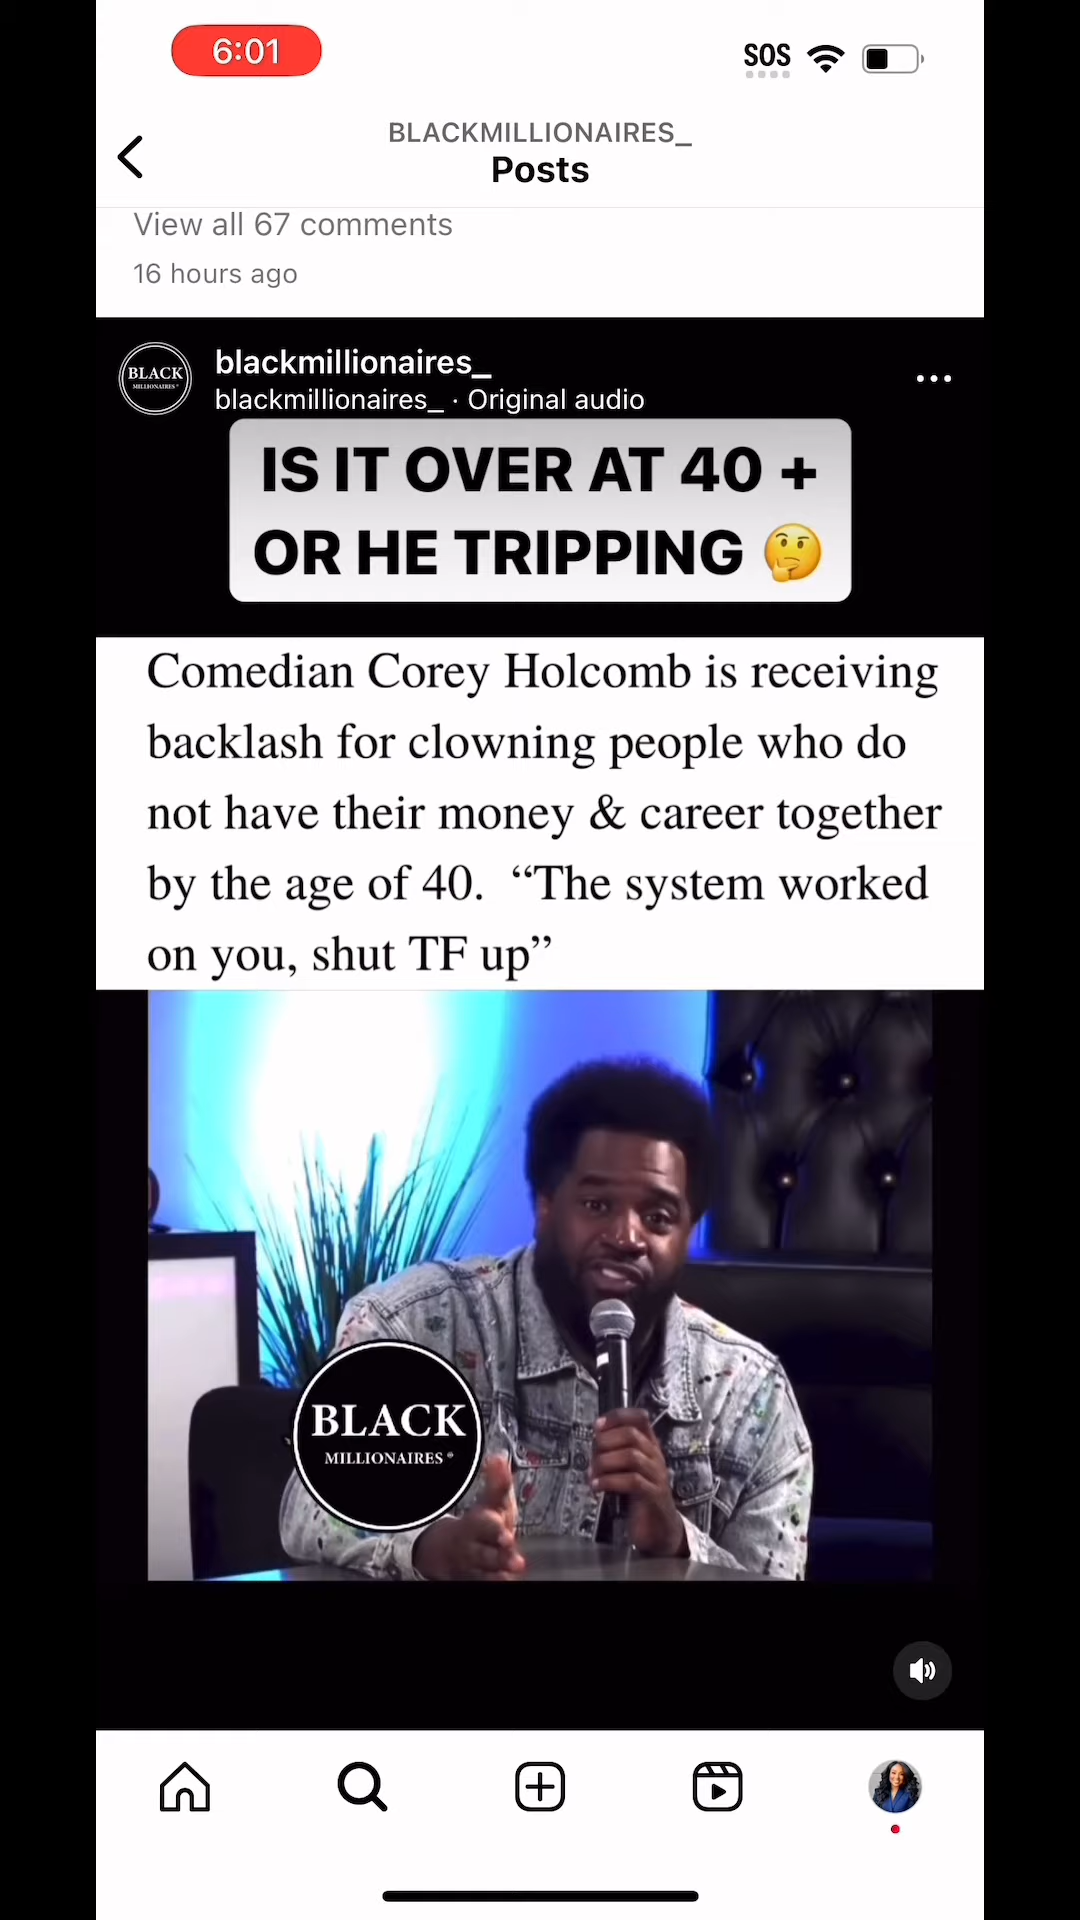 6:01
SOS
BLACKMILLIONAIRES_
Posts
View all 67 comments
16 hours ago
BLACK
MILLIONAIRES®
blackmillionaires_
blackmillionaires_ · Original audio
IS IT OVER AT 40 +
OR HE TRIPPING 🤔
Comedian Corey Holcomb is receiving
backlash for clowning people who do
not have their money & career together
by the age of 40. “The system worked
on you, shut TF up”
BLACK
MILLIONAIRES®